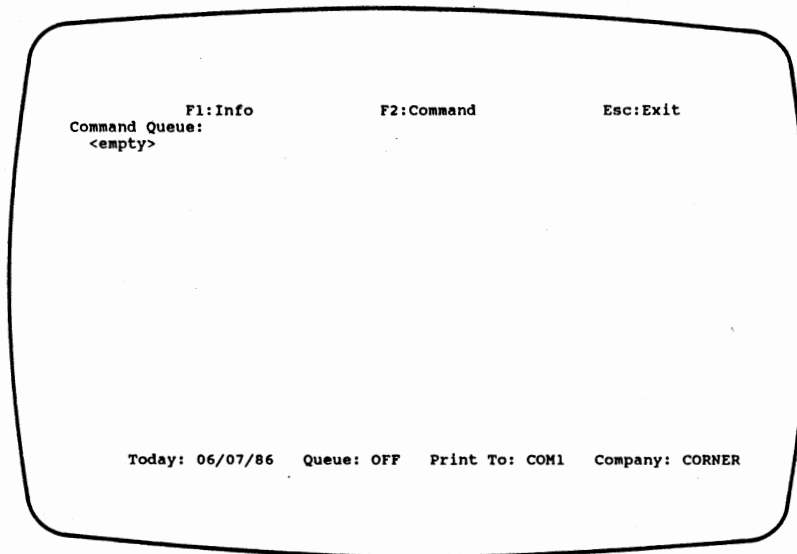 F1:Info F2:Command Esc:Exit
Command Queue:
<empty>
Today: 06/07/86 Queue: OFF Print To: COM1 Company: CORNER